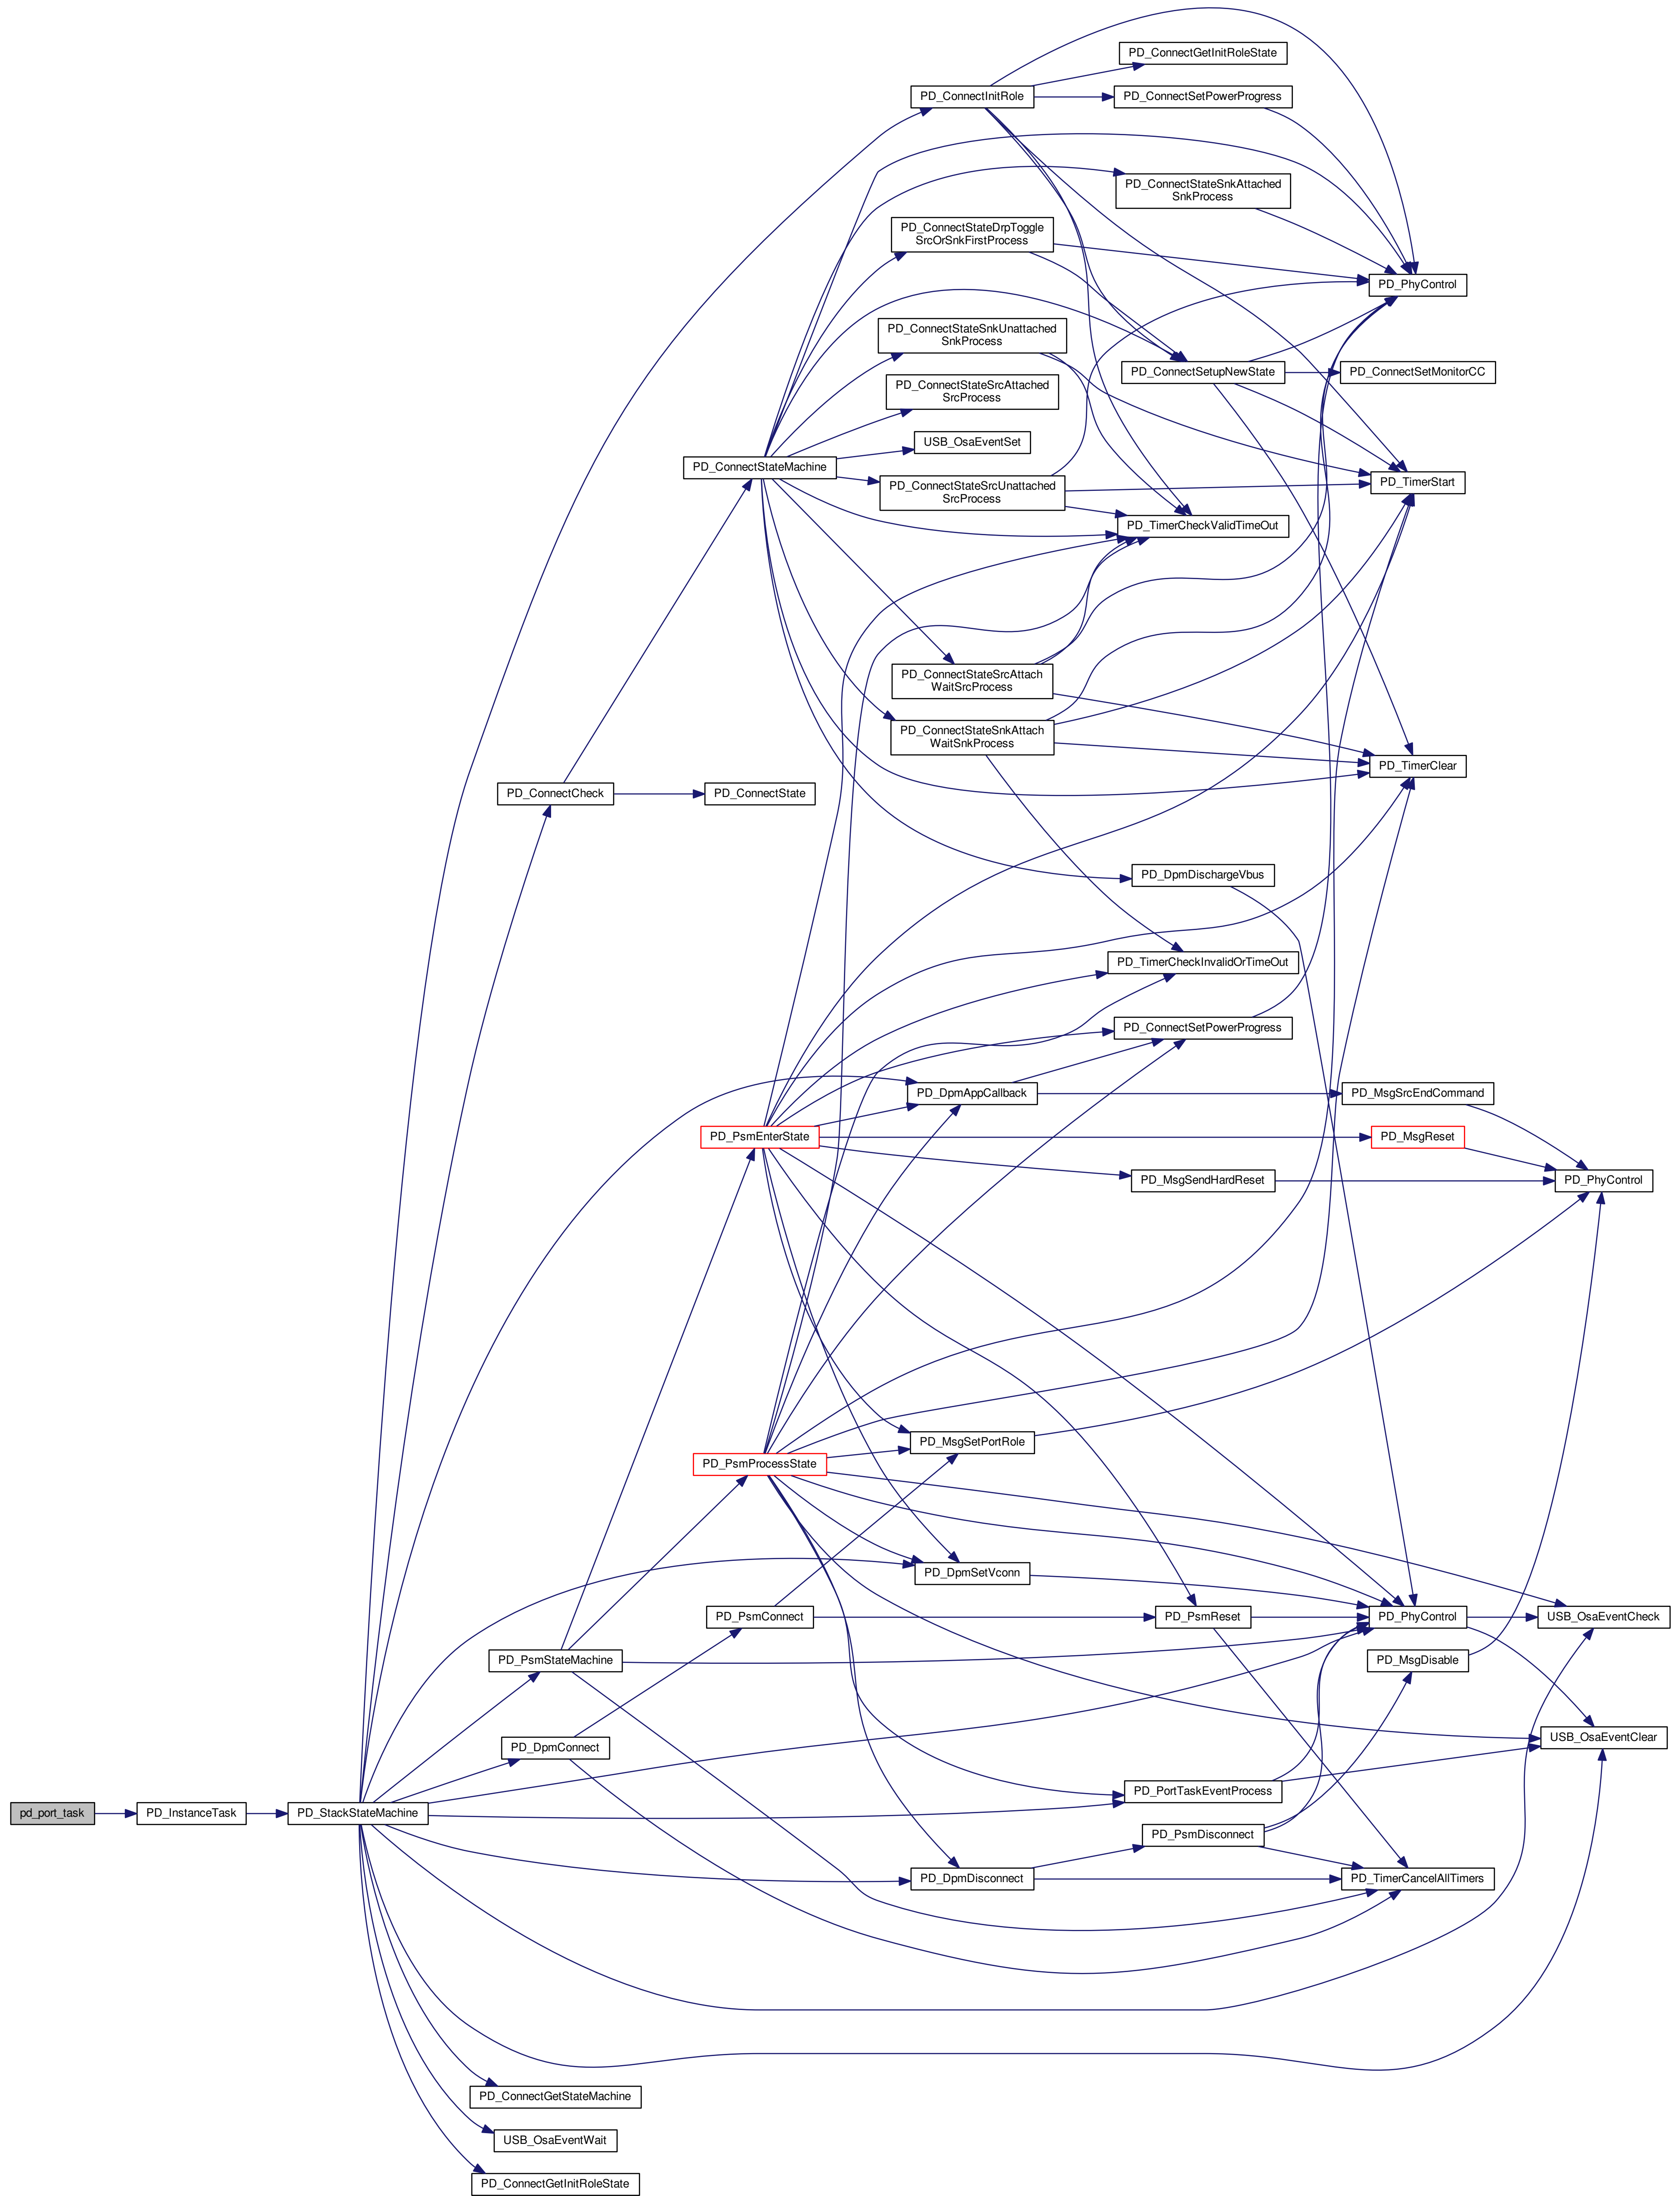 PD_ConnectGetInitRoleState
PD_ConnectInitRole
PD_ConnectSetPowerProgress
PD_ConnectStateSnkAttached
SnkProcess
PD_ConnectStateDrpToggle
SrcOrSnkFirstProcess
PD_PhyControl
PD_ConnectStateSnkUnattached
SnkProcess
PD_ConnectSetupNewState
PD_ConnectSetMonitorCC
PD_ConnectStateSrcAttached
SrcProcess
USB_OsaEventSet
PD_ConnectStateMachine
PD_ConnectStateSrcUnattached
SrcProcess
PD_TimerStart
PD_TimerCheckValidTimeOut
PD_ConnectStateSrcAttach
WaitSrcProcess
PD_ConnectStateSnkAttach
WaitSnkProcess
PD_TimerClear
PD_ConnectCheck
PD_ConnectState
PD_DpmDischargeVbus
PD_TimerCheckInvalidOrTimeOut
PD_ConnectSetPowerProgress
PD_DpmAppCallback
PD_MsgSrcEndCommand
PD_PsmEnterState
PD_MsgReset
PD_MsgSendHardReset
PD_PhyControl
PD_MsgSetPortRole
PD_PsmProcessState
PD_DpmSetVconn
PD_PsmConnect
PD_PsmReset
PD_PhyControl
USB_OsaEventCheck
PD_PsmStateMachine
PD_MsgDisable
PD_DpmConnect
USB_OsaEventClear
PD_PortTaskEventProcess
pd_port_task
PD_InstanceTask
PD_StackStateMachine
PD_PsmDisconnect
PD_DpmDisconnect
PD_TimerCancelAllTimers
PD_ConnectGetStateMachine
USB_OsaEventWait
PD_ConnectGetInitRoleState